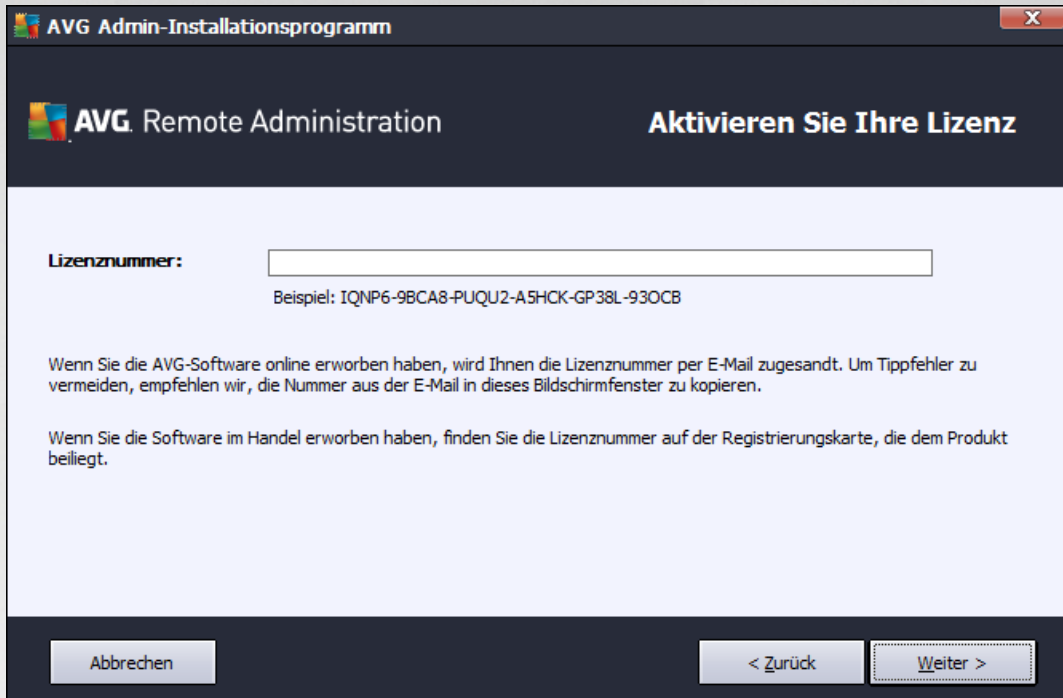 AVG Admin-Installationsprogramm
X
AVG. Remote Administration
Aktivieren Sie Ihre Lizenz
Lizenznummer:
Beispiel: IQNP6-9BCA8-PUQU2-A5HCK-GP38L-93OCB
Wenn Sie die AVG-Software online erworben haben, wird Ihnen die Lizenznummer per E-Mail zugesandt. Um Tippfehler zu
vermeiden, empfehlen wir, die Nummer aus der E-Mail in dieses Bildschirmfenster zu kopieren.
Wenn Sie die Software im Handel erworben haben, finden Sie die Lizenznummer auf der Registrierungskarte, die dem Produkt
beiliegt.
Abbrechen
< Zurück
Weiter >